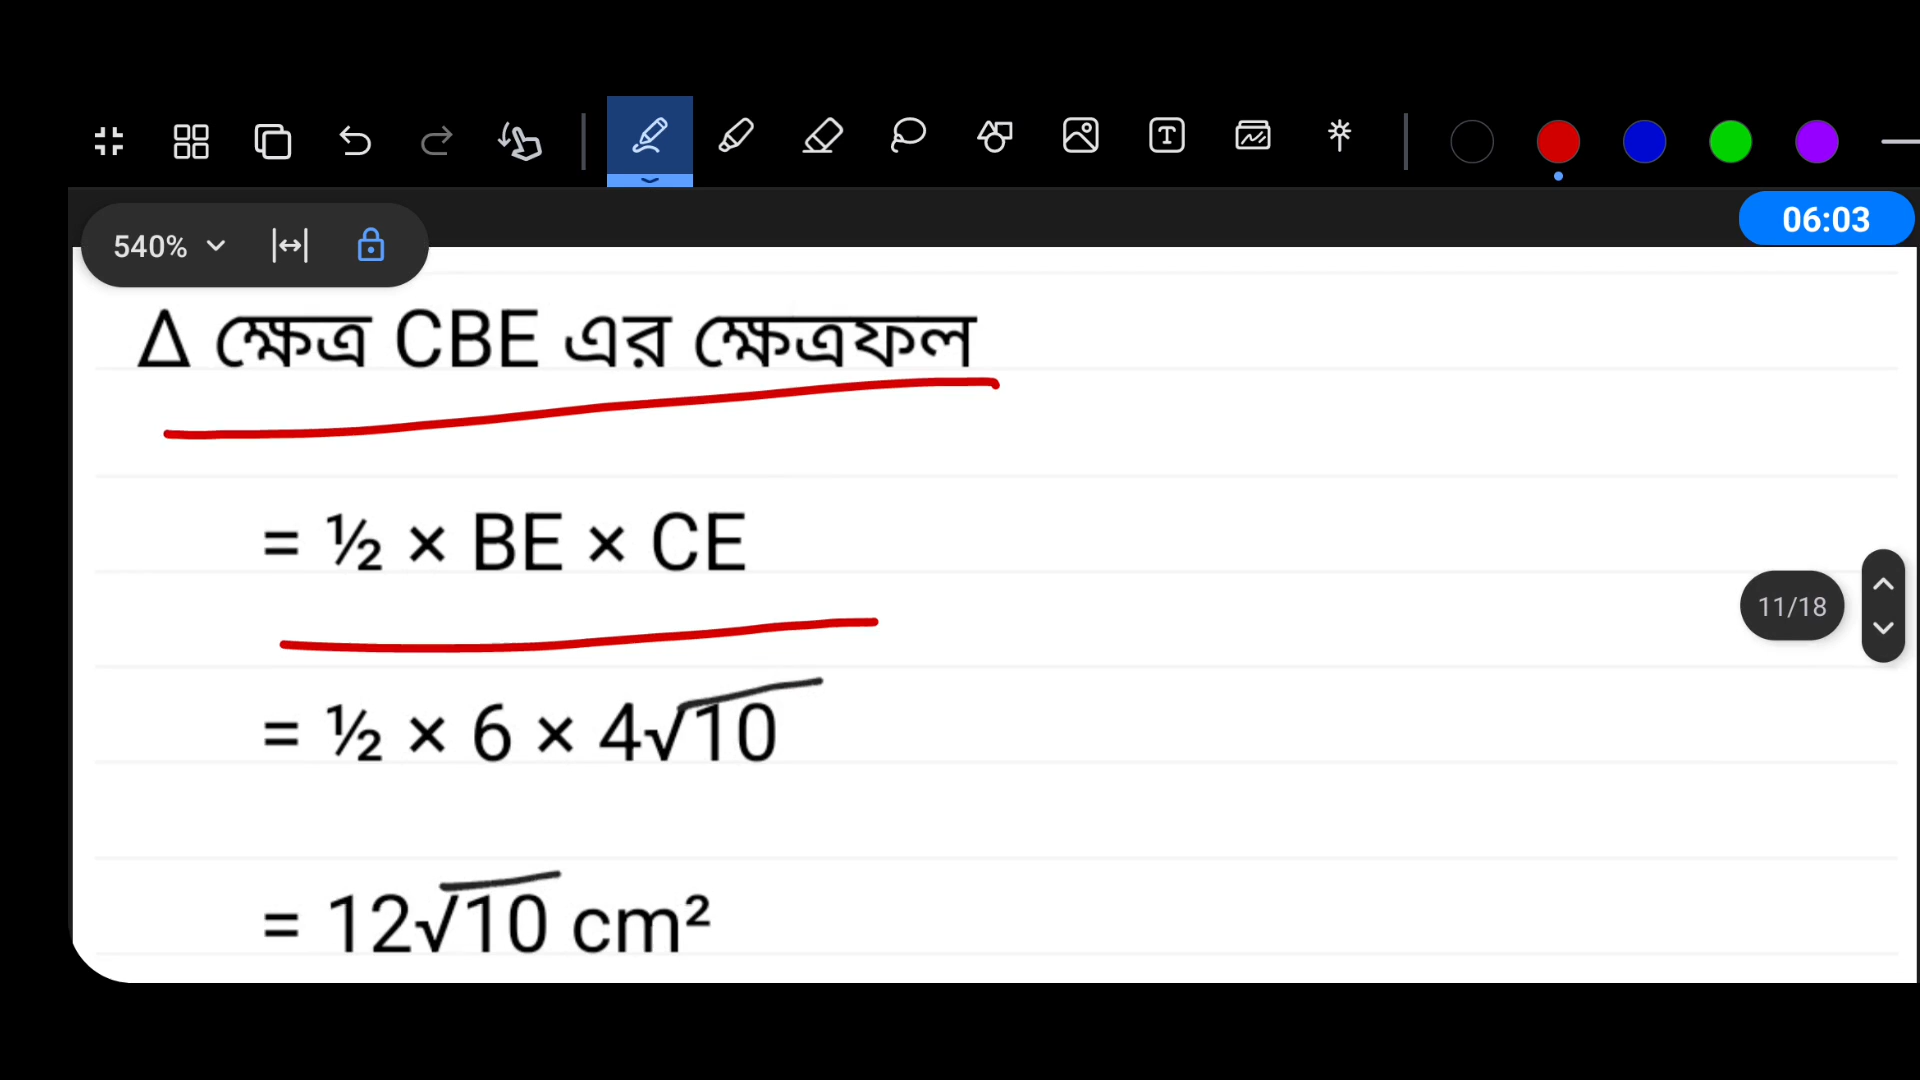 540%
06:03
Δ ক্ষেত্র CBE এর ক্ষেত্রফল
= ½ × BE × CE
11/18
= ½ × 6 × 4√10
= 12√10 cm²